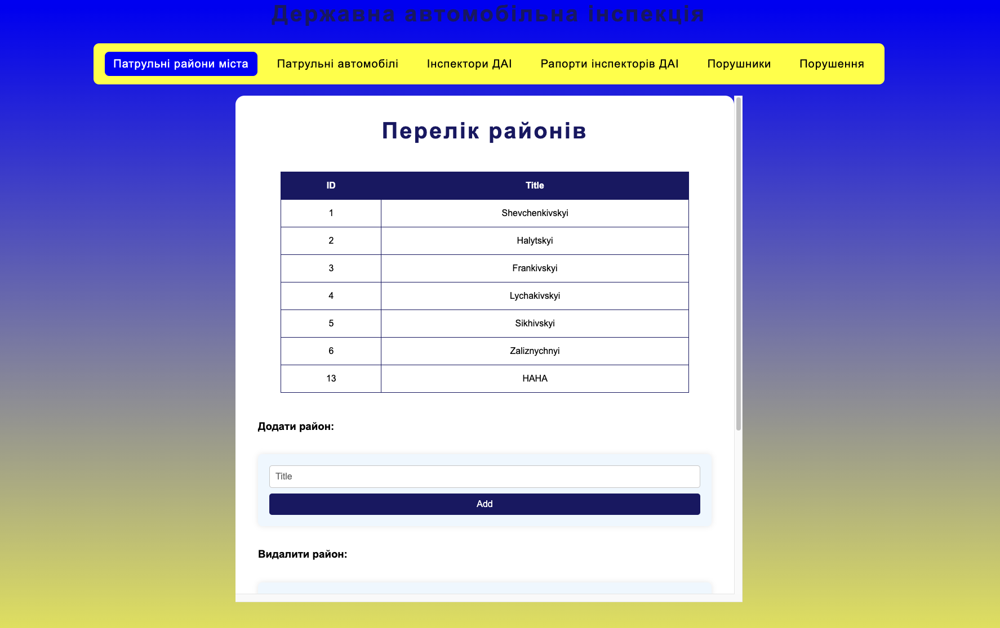 Державна автомобільна інспекція
Патрульні райони міста Патрульні автомобілі Інспектори ДАІ Рапорти інспекторів ДАІ Порушники Порушення
Перелік районів
ID Title
1 Shevchenkivskyi
2 Halytskyi
3 Frankivskyi
4 Lychakivskyi
5 Sikhivskyi
6 Zaliznychnyi
13 HAHA
Додати район:
Title
Add
Видалити район: